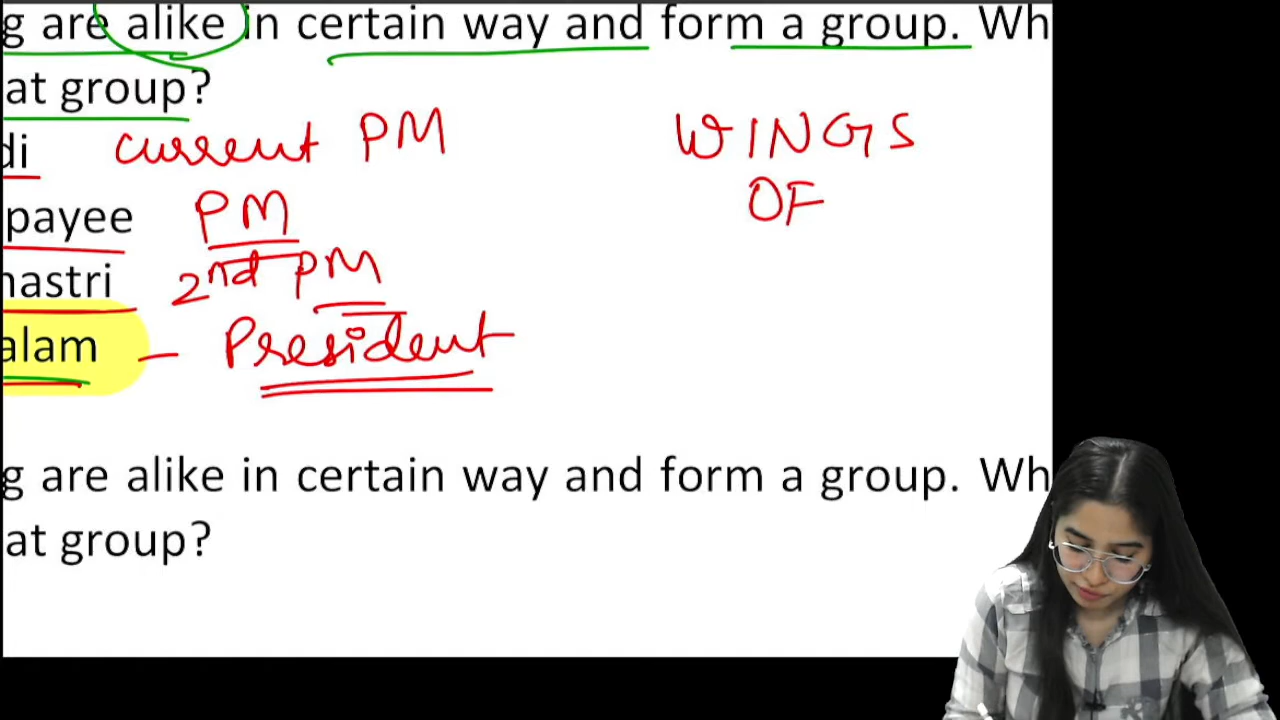 g are alike in certain way and form a group. Wh
at group?
di current PM WINGS
payee PM OF
hastri 2nd PM
alam – President
g are alike in certain way and form a group. Wh
at group?